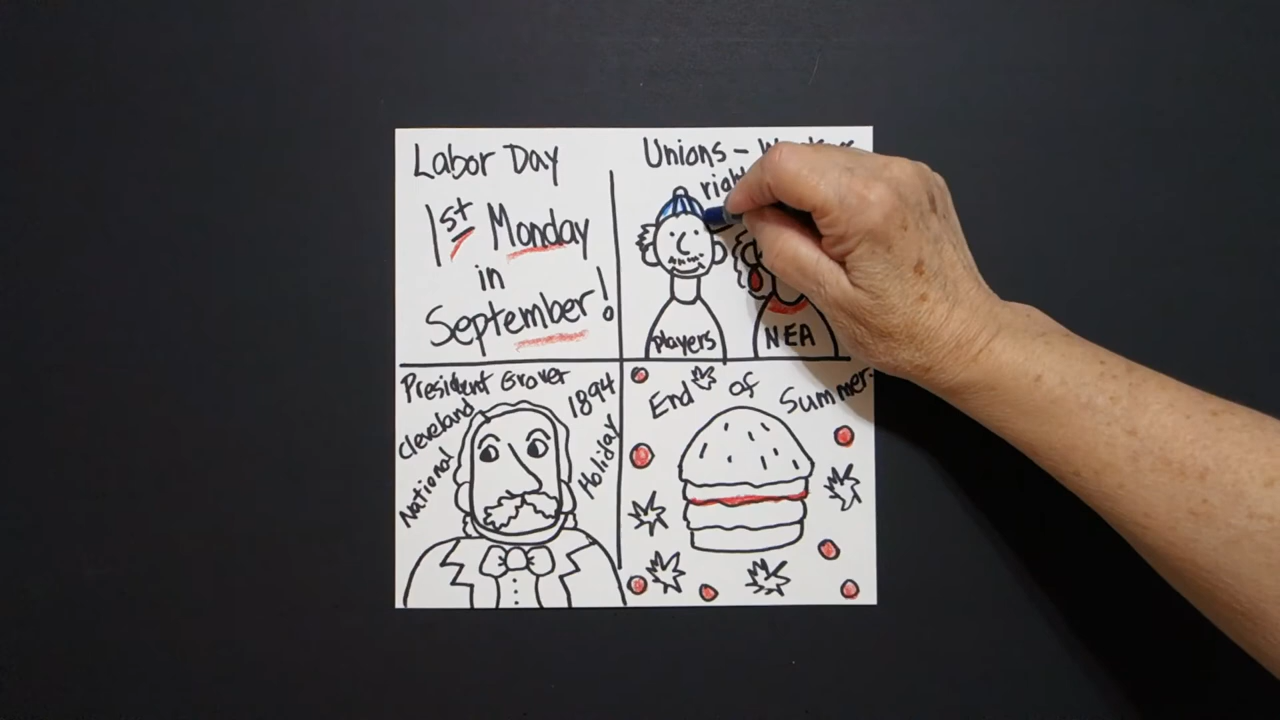 Labor Day
1st Monday
in
September!
Unions -
players
NEA
President Grover
Cleveland
National
1894
Holiday
End of Summer